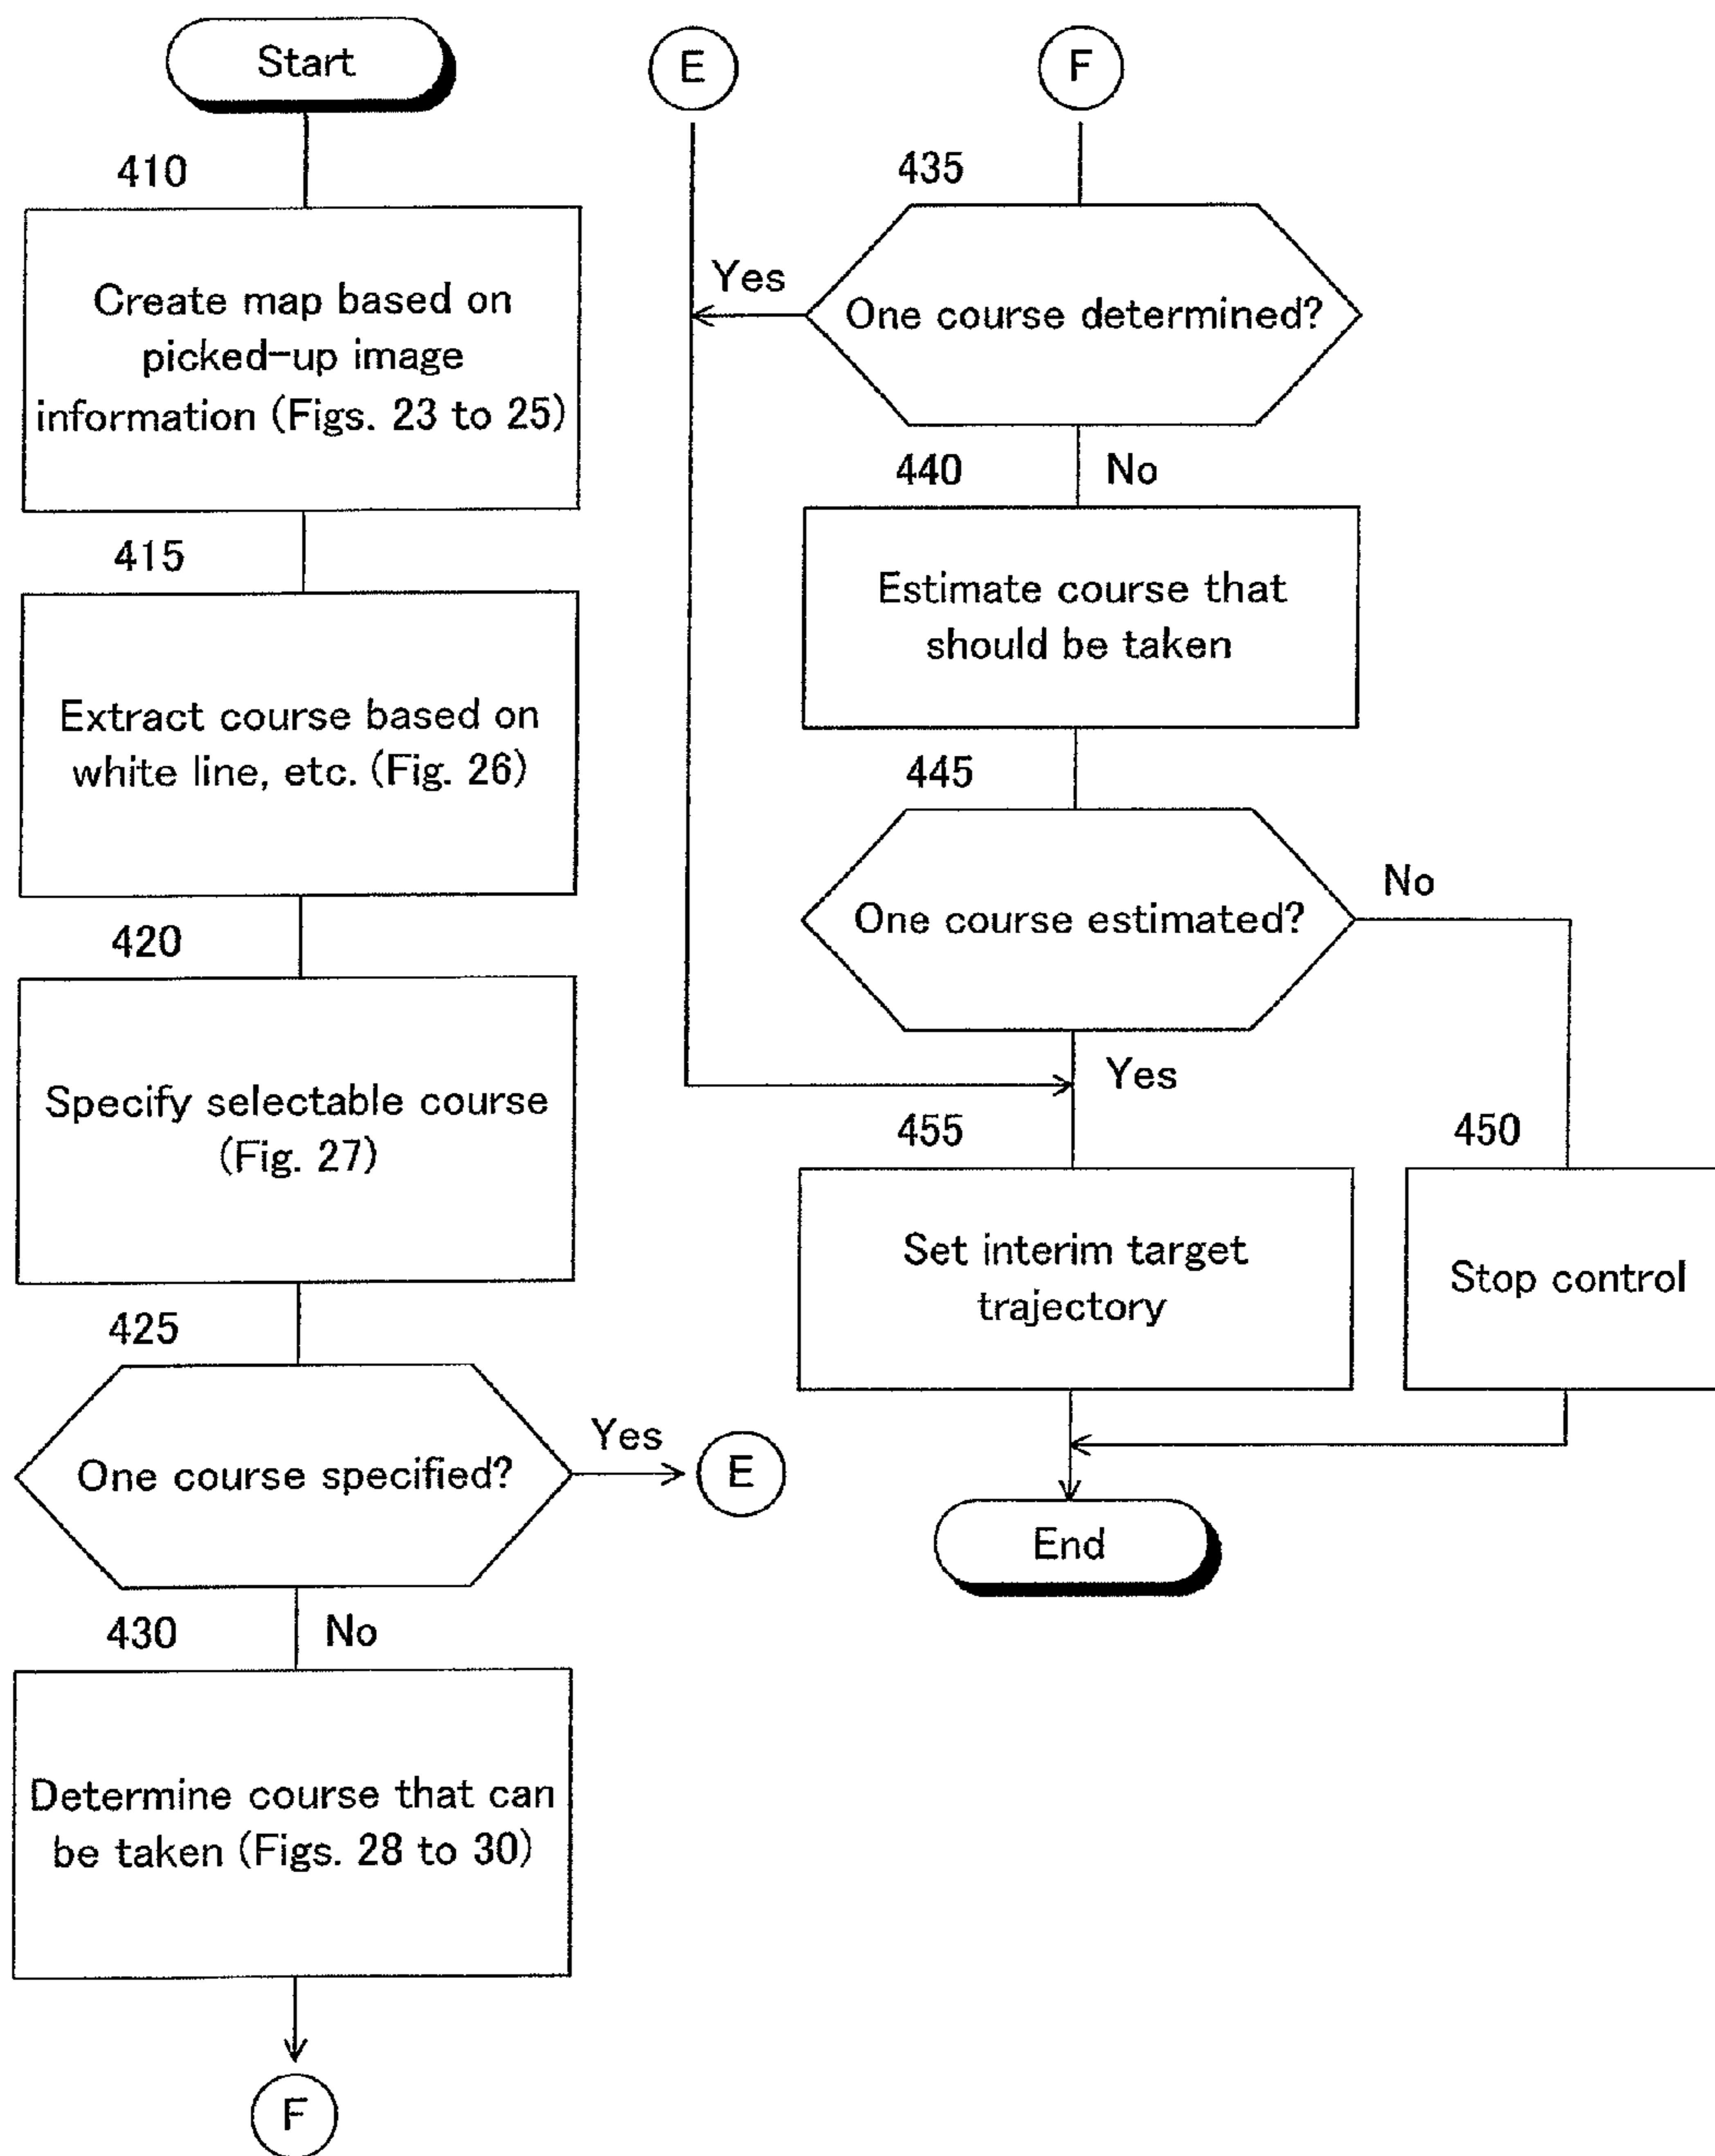 Start
410
Create map based on
picked-up image
information (Figs. 23 to 25)
415
Extract course based on
white line, etc. (Fig. 26)
420
Specify selectable course
(Fig. 27)
425
One course specified?
Yes
E
430
No
Determine course that can
be taken (Figs. 28 to 30)
F
E
F
435
Yes
One course determined?
440
No
Estimate course that
should be taken
445
One course estimated?
No
Yes
455
450
Set interim target
trajectory
Stop control
End